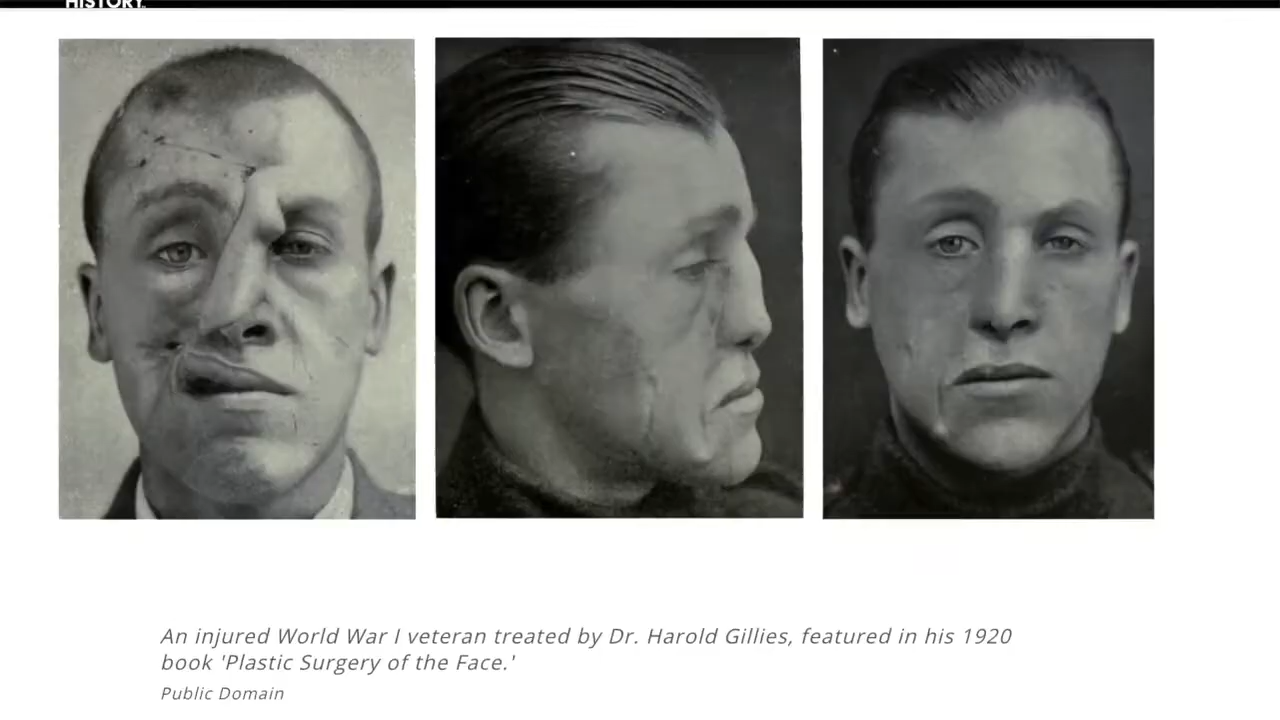 HISTORY
An injured World War I veteran treated by Dr. Harold Gillies, featured in his 1920
book 'Plastic Surgery of the Face.'
Public Domain